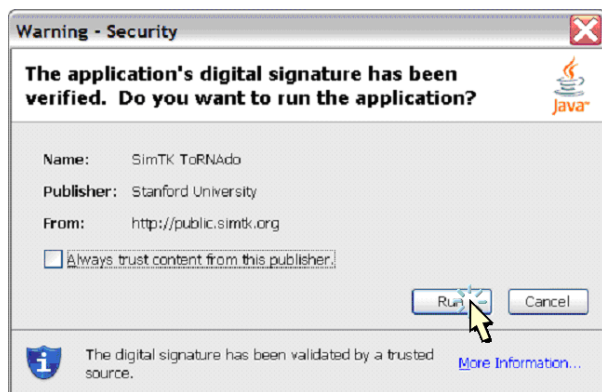 Warning - Security
The application's digital signature has been
verified. Do you want to run the application?
Java™
Name: SimTK ToRNAdo
Publisher: Stanford University
From: http://public.simtk.org
Always trust content from this publisher.
Run Cancel
The digital signature has been validated by a trusted
source.
More Information...